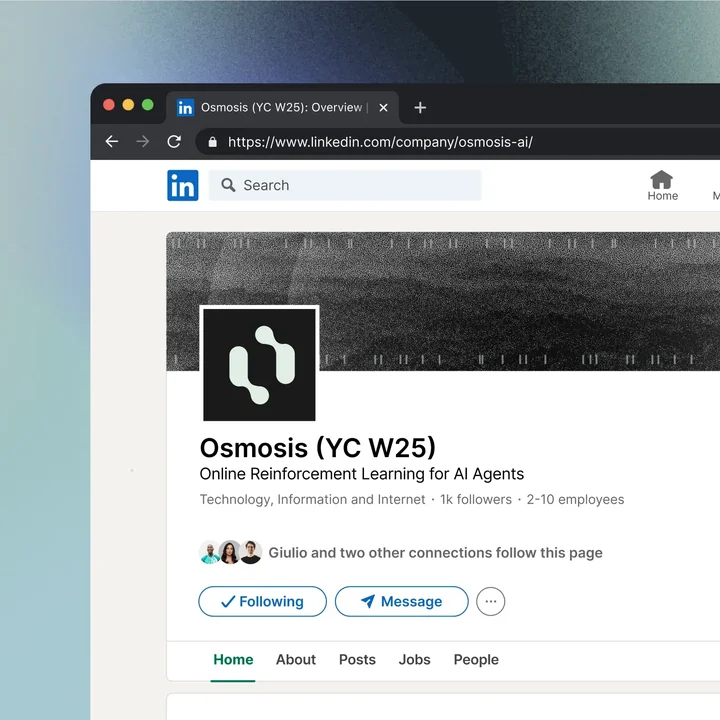 Osmosis (YC W25): Overview |
https://www.linkedin.com/company/osmosis-ai/
in
Search
Home
M
Osmosis (YC W25)
Online Reinforcement Learning for AI Agents
Technology, Information and Internet · 1k followers · 2-10 employees
Giulio and two other connections follow this page
Following
Message
Home
About
Posts
Jobs
People